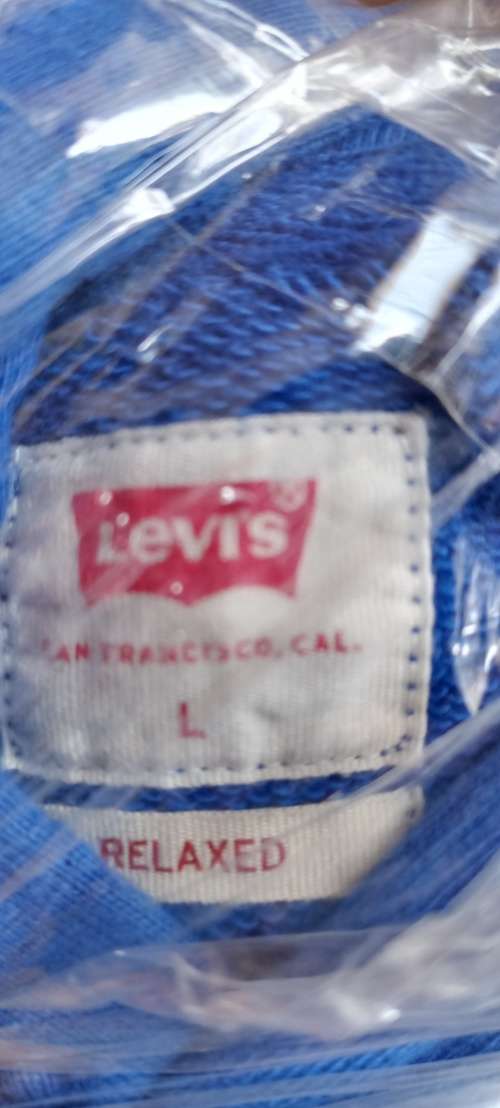 Levi's
SAN FRANCISCO, CAL.
L
RELAXED